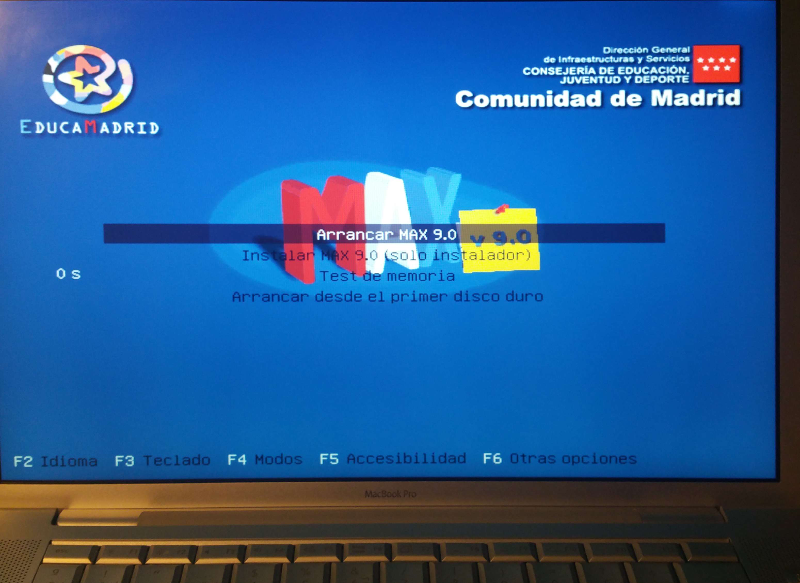 EDUCAMADRID
Dirección General
de Infraestructuras y Servicios
CONSEJERÍA DE EDUCACIÓN,
JUVENTUD Y DEPORTE
Comunidad de Madrid
MAX
v 9.0
Arrancar MAX 9.0
Instalar MAX 9.0 (solo instalador)
Test de memoria
Arrancar desde el primer disco duro
0 s
F2 Idioma F3 Teclado F4 Modos F5 Accesibilidad F6 Otras opciones
MacBook Pro